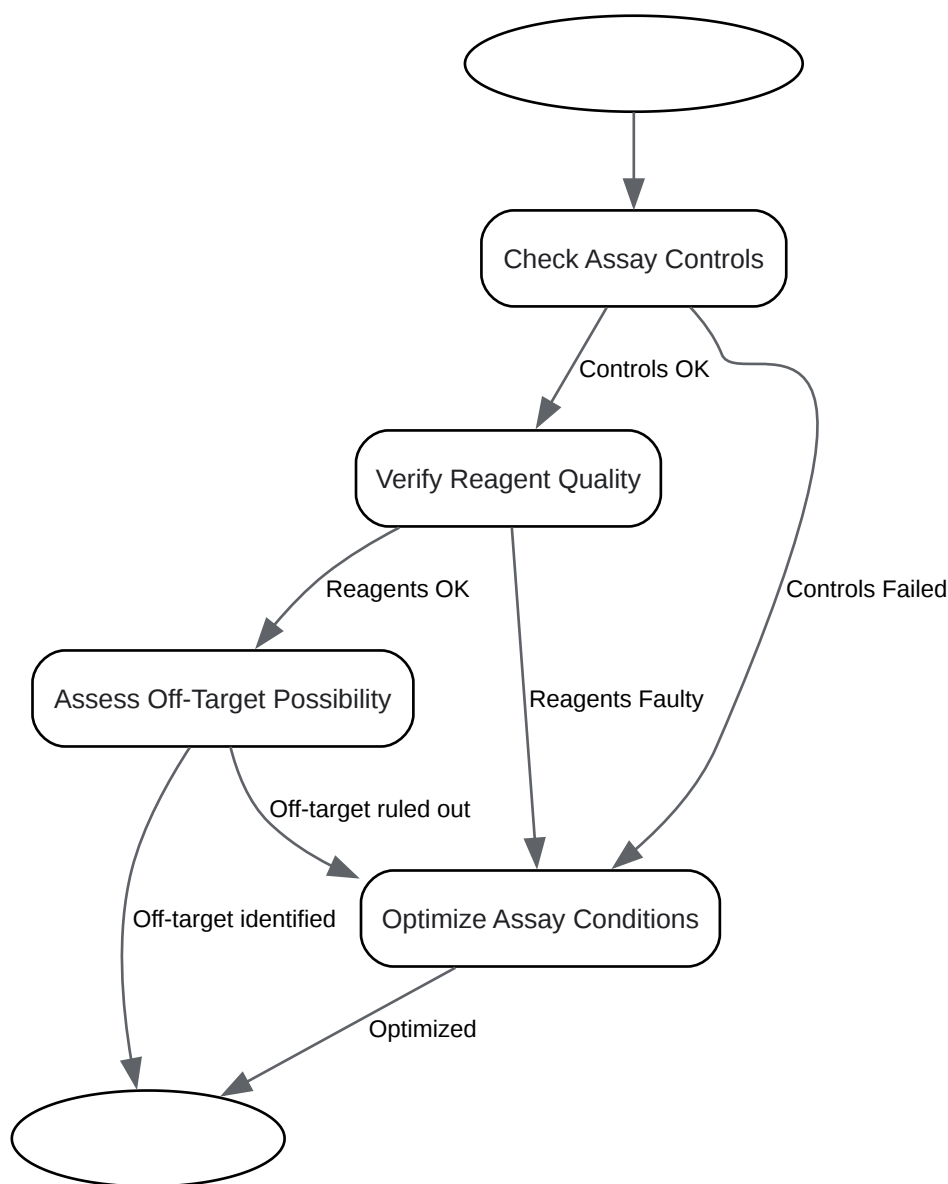 Check Assay Controls
Controls OK
Verify Reagent Quality
Reagents OK
Controls Failed
Assess Off-Target Possibility
Reagents Faulty
Off-target ruled out
Off-target identified
Optimize Assay Conditions
Optimized